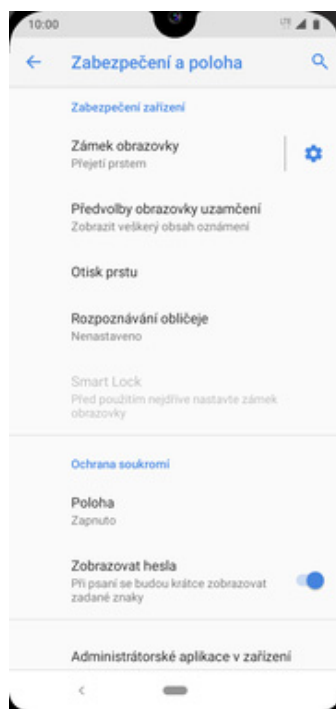 10:00
LTE
Zabezpečení a poloha
Zabezpečení zařízení
Zámek obrazovky
Přejetí prstem
Předvolby obrazovky uzamčení
Zobrazit veškerý obsah oznámení
Otisk prstu
Rozpoznávání obličeje
Nenastaveno
Smart Lock
Před použitím nejdříve nastavte zámek
obrazovky
Ochrana soukromí
Poloha
Zapnuto
Zobrazovat hesla
Při psaní se budou krátce zobrazovat
zadané znaky
Administrátorské aplikace v zařízení